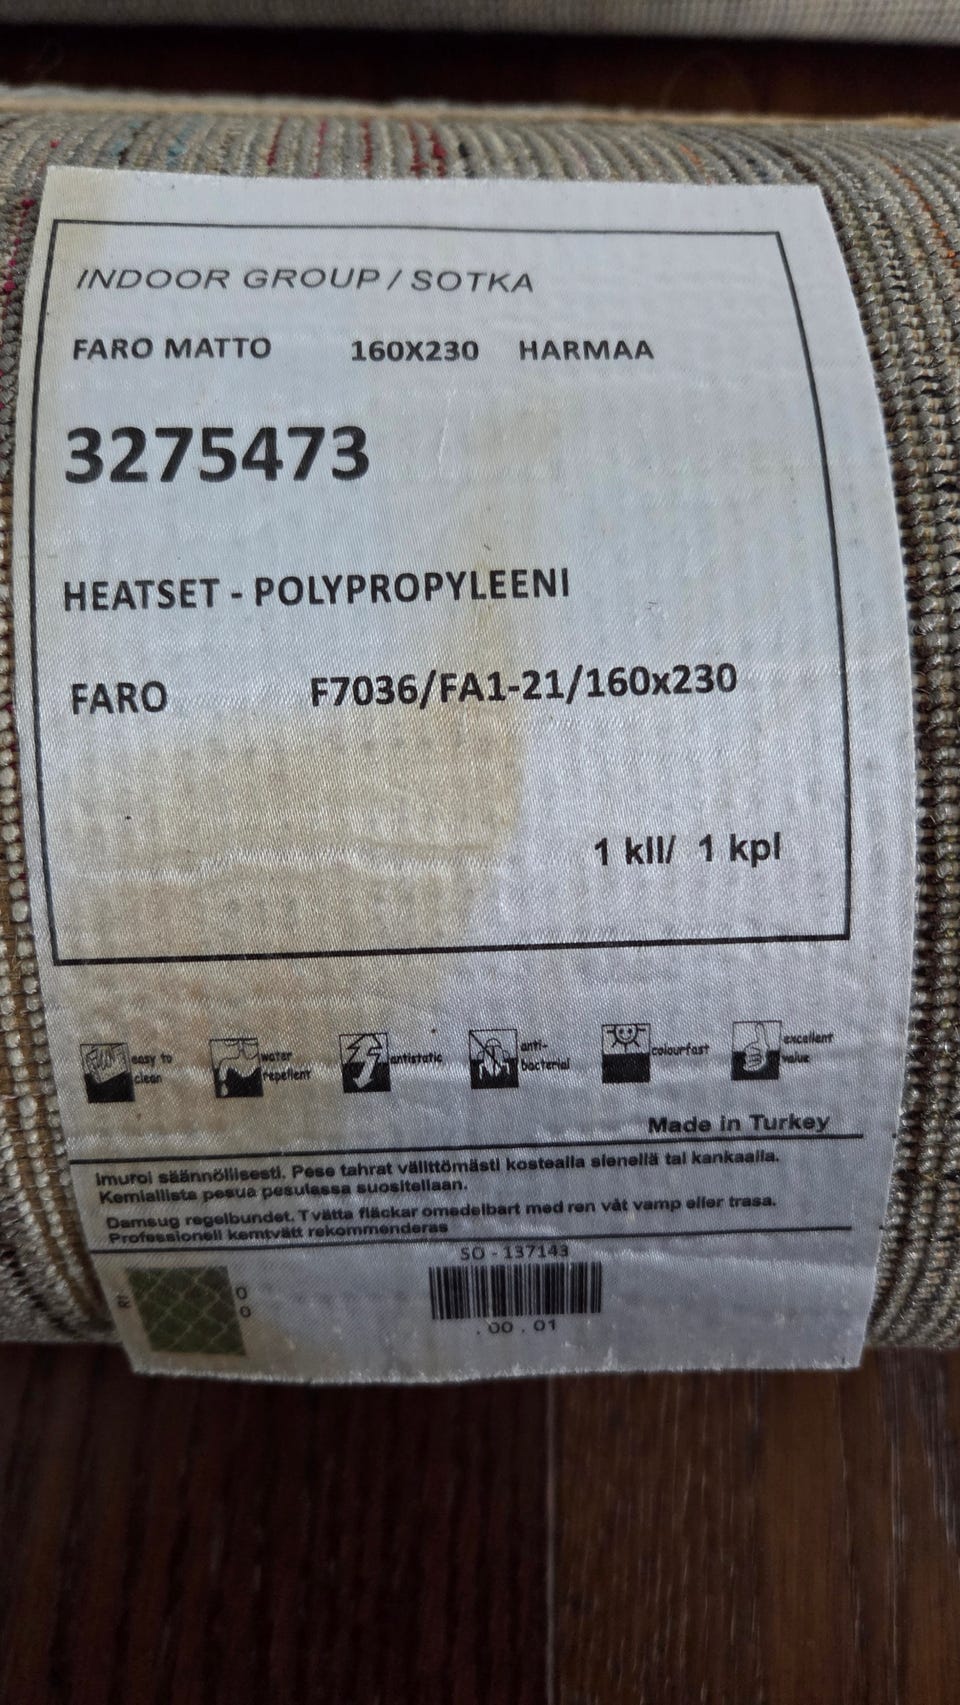 INDOOR GROUP / SOTKA
FARO MATTO 160X230 HARMAA
3275473
HEATSET - POLYPROPYLEENI
FARO F7036/FA1-21/160x230
1 kll/ 1 kpl
easy to clean
water repellent
antistatic
anti-bacterial
colourfast
excellent value
Made in Turkey
Imuroi säännöllisesti. Pese tahrat välittömästi kostealla sienellä tai kankaalla.
Kemiallista pesua pesulassa suositellaan.
Damsug regelbundet. Tvätta fläckar omedelbart med ren våt vamp eller trasa.
Professionell kemtvätt rekommenderas
SO - 137143
0
0
. 00 . 01